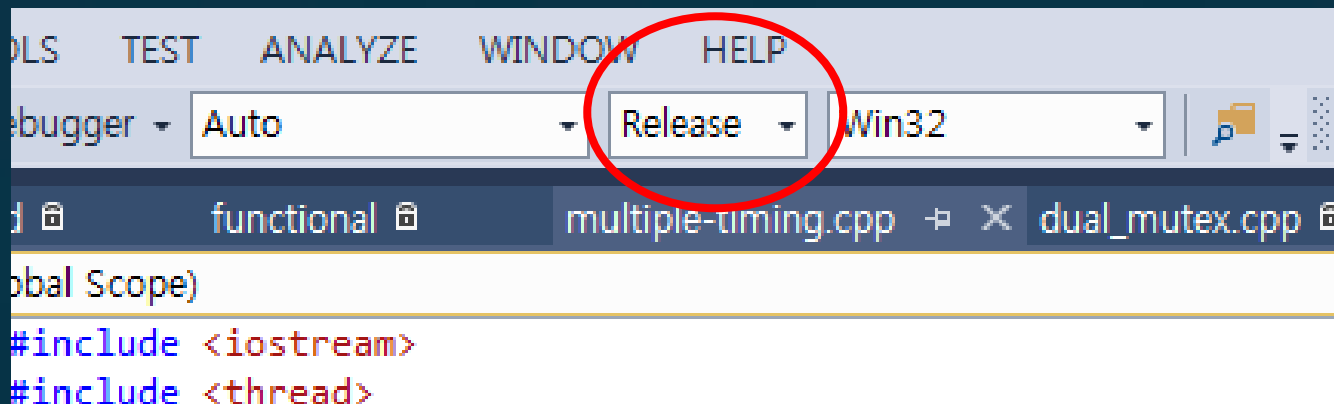 OLS TEST ANALYZE WINDOW HELP
ebugger Auto Release Win32
d functional multiple-timing.cpp dual_mutex.cpp
obal Scope)
#include <iostream>
#include <thread>